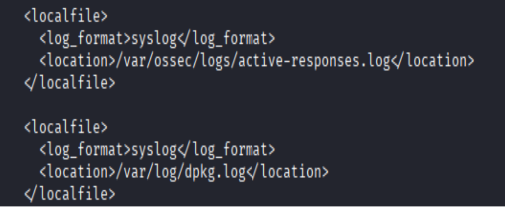 <localfile>
<log_format>syslog</log_format>
<location>/var/ossec/logs/active-responses.log</location>
</localfile>
<localfile>
<log_format>syslog</log_format>
<location>/var/log/dpkg.log</location>
</localfile>